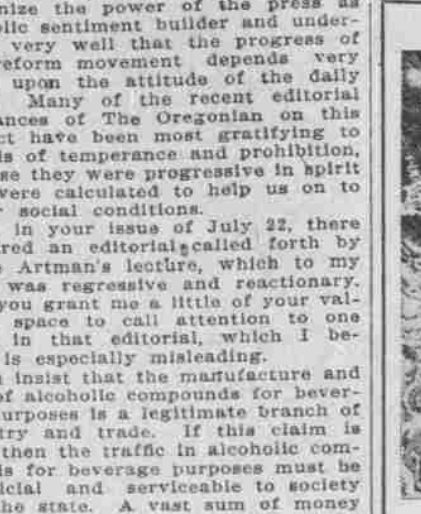 nize the power of the press as
lic sentiment builder and under-
very well that the progress of
reform movement depends very
upon the attitude of the daily
Many of the recent editorial
ances of The Oregonian on this
ct have been most gratifying to
s of temperance and prohibition,
se they were progressive in spirit
were calculated to help us on to
r social conditions.
in your issue of July 22, there
red an editorial called forth by
e Artman's lecture, which to my
was regressive and reactionary.
you grant me a little of your val-
space to call attention to one
in that editorial, which I be-
is especially misleading.
u insist that the manufacture and
of alcoholic compounds for bever-
urposes is a legitimate branch of
try and trade. If this claim is
then the traffic in alcoholic com-
ds for beverage purposes must be
icial and serviceable to society
he state. A vast sum of money